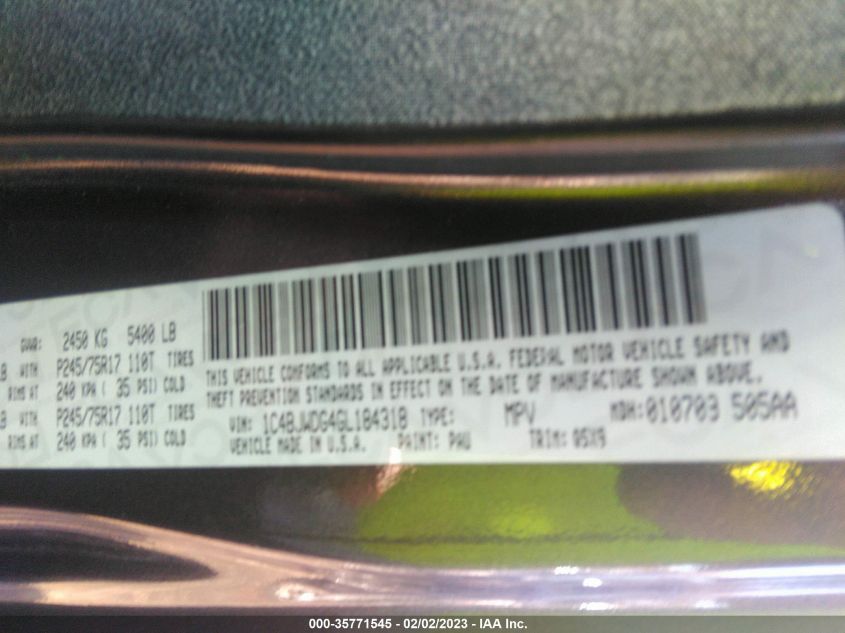 GVWR: 2450 KG 5400 LB
B WITH P245/75R17 110T TIRES
RIMS AT 240 KPA ( 35 PSI) COLD
B WITH P245/75R17 110T TIRES
RIMS AT 240 KPA ( 35 PSI) COLD
THIS VEHICLE CONFORMS TO ALL APPLICABLE U.S.A. FEDERAL MOTOR VEHICLE SAFETY AND
THEFT PREVENTION STANDARDS IN EFFECT ON THE DATE OF MANUFACTURE SHOWN ABOVE.
VIN: 1C4BJWDG4GL184318 TYPE: MPV MDH:010703 505AA
VEHICLE MADE IN U.S.A. PAINT: PAU TRIM: A5X9
000-35771545 - 02/02/2023 - IAA Inc.